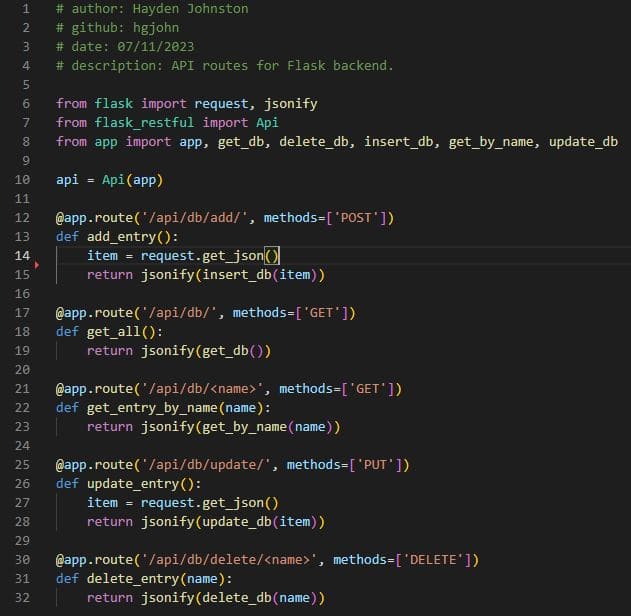 1 # author: Hayden Johnston
2 # github: hgjohn
3 # date: 07/11/2023
4 # description: API routes for Flask backend.
5
6 from flask import request, jsonify
7 from flask_restful import Api
8 from app import app, get_db, delete_db, insert_db, get_by_name, update_db
9
10 api = Api(app)
11
12 @app.route('/api/db/add/', methods=['POST'])
13 def add_entry():
14     item = request.get_json()
15     return jsonify(insert_db(item))
16
17 @app.route('/api/db/', methods=['GET'])
18 def get_all():
19     return jsonify(get_db())
20
21 @app.route('/api/db/<name>', methods=['GET'])
22 def get_entry_by_name(name):
23     return jsonify(get_by_name(name))
24
25 @app.route('/api/db/update/', methods=['PUT'])
26 def update_entry():
27     item = request.get_json()
28     return jsonify(update_db(item))
29
30 @app.route('/api/db/delete/<name>', methods=['DELETE'])
31 def delete_entry(name):
32     return jsonify(delete_db(name))